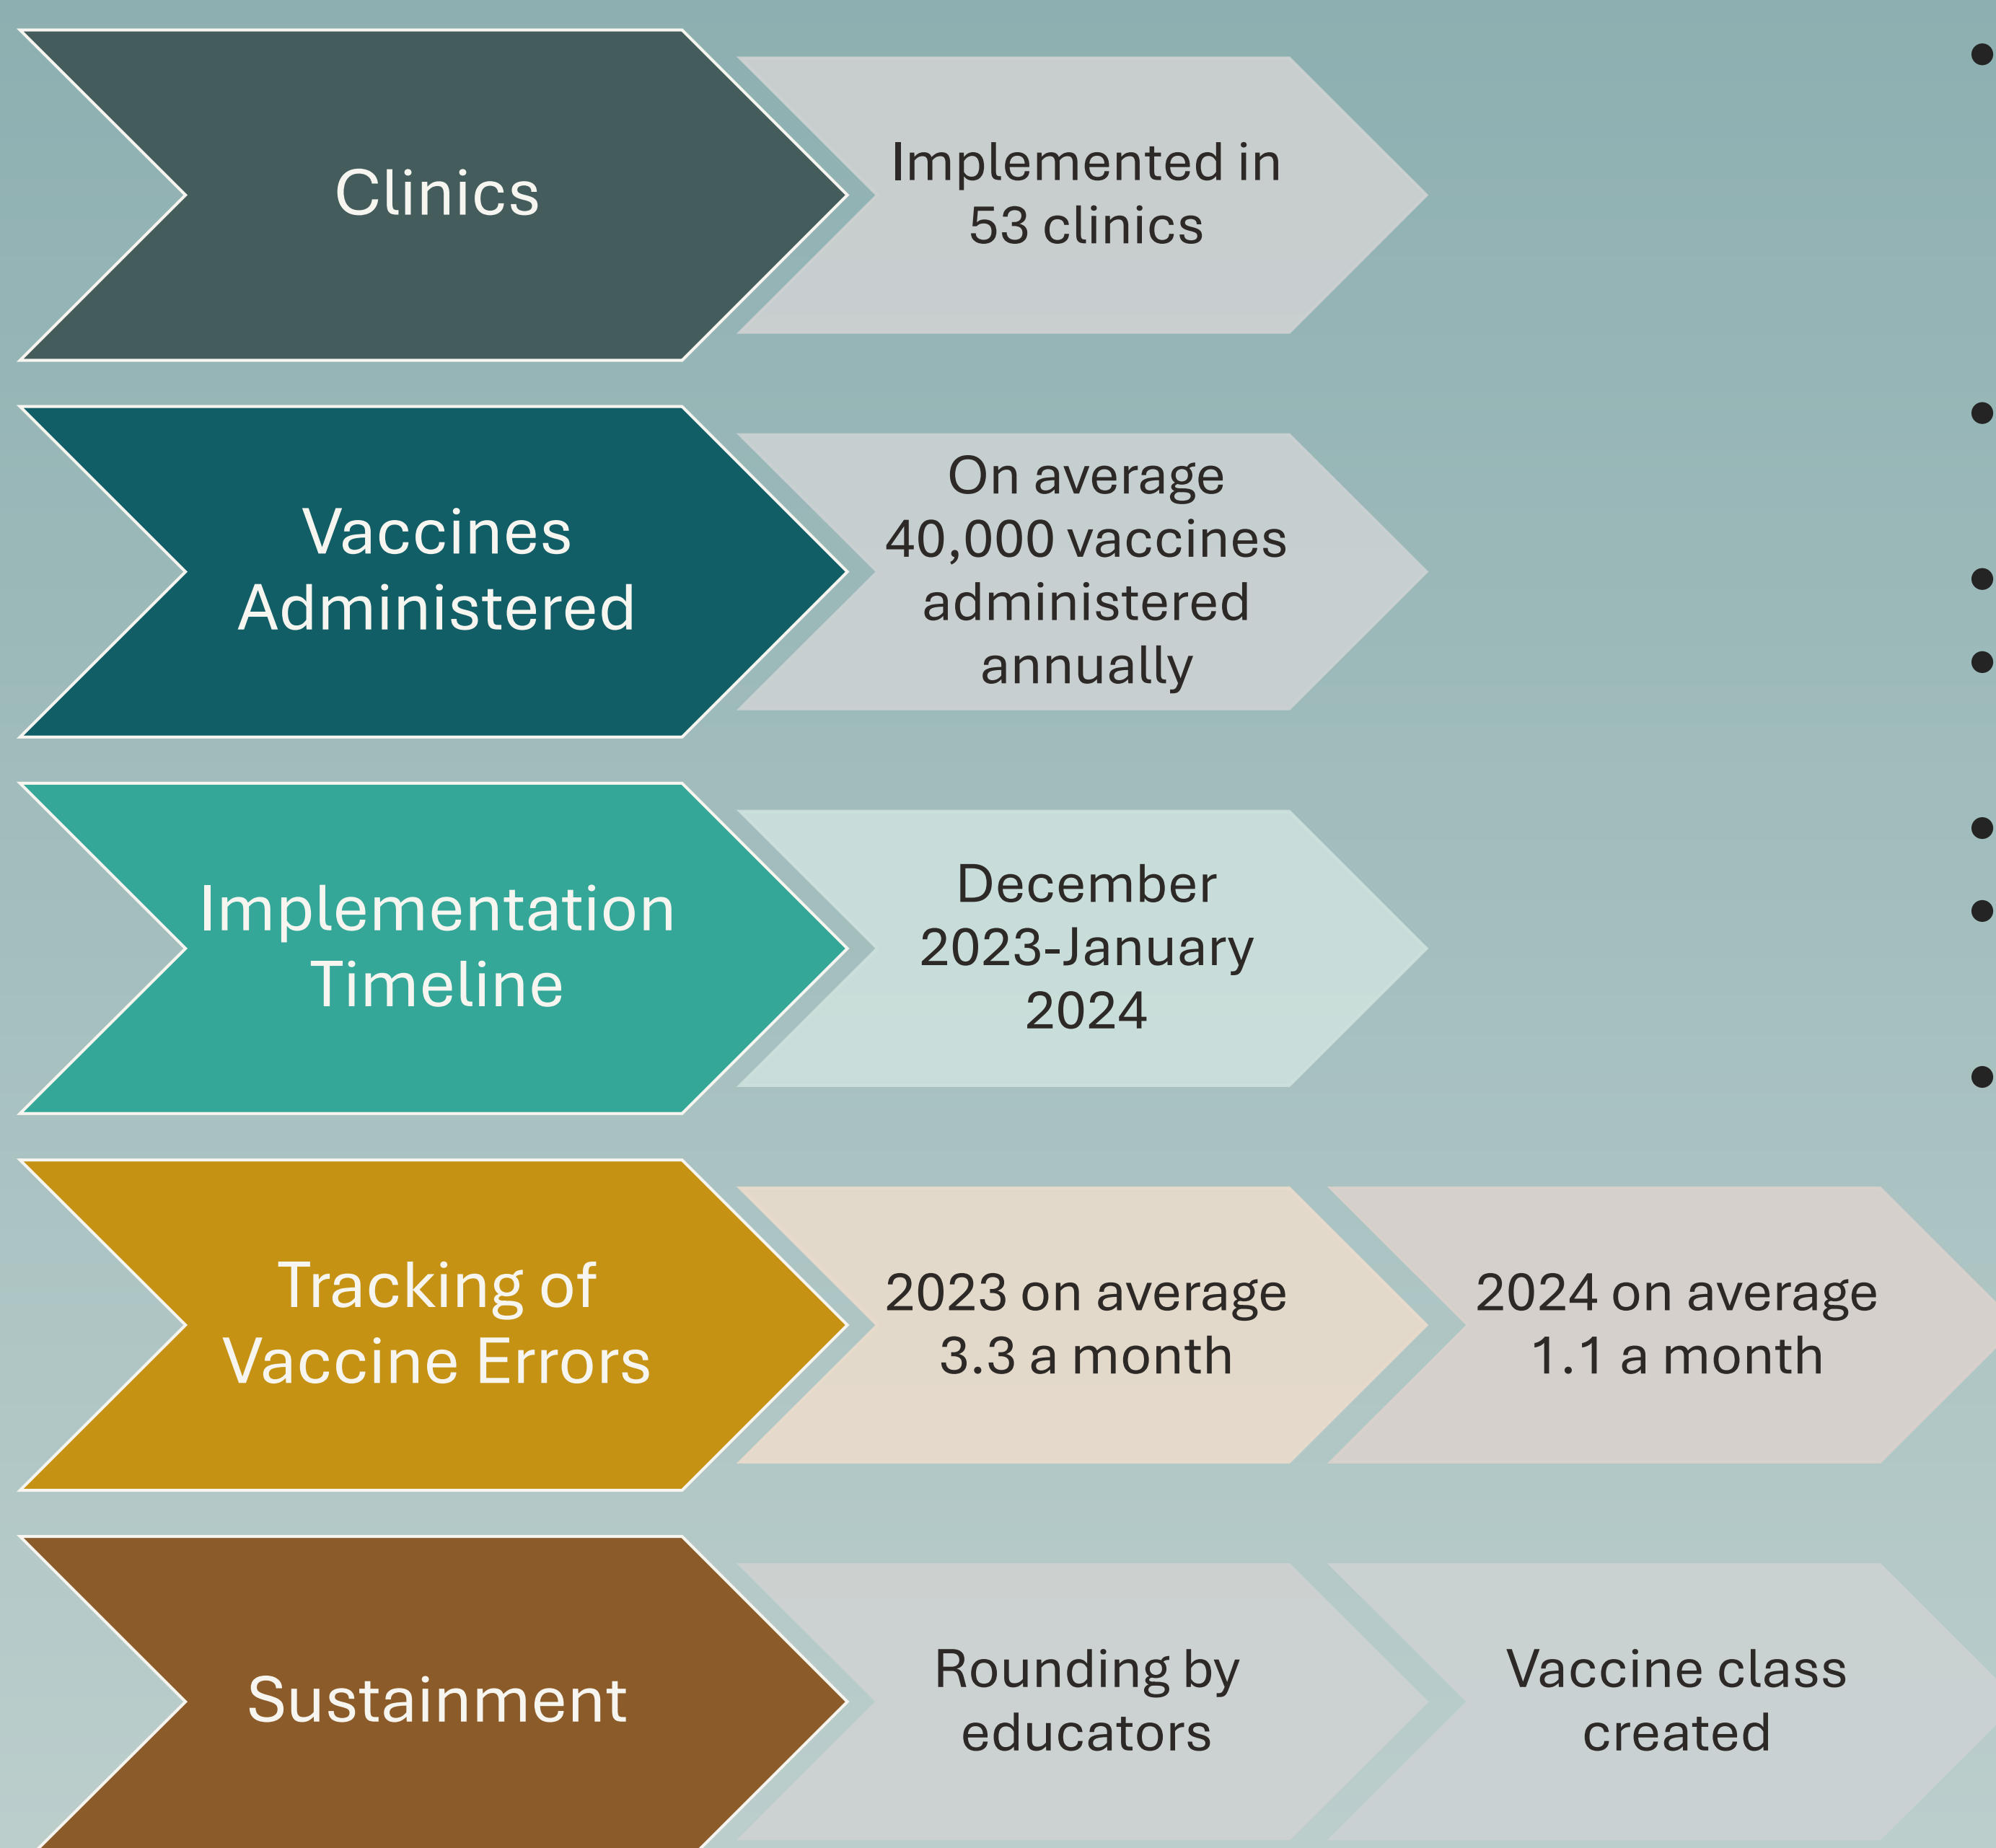 Clinics
Implemented in
53 clinics
Vaccines
Administered
On average
40,000 vaccines
administered
annually
Implementation
Timeline
December
2023-January
2024
Tracking of
Vaccine Errors
2023 on average
3.3 a month
2024 on average
1.1 a month
Sustainment
Rounding by
educators
Vaccine class
created